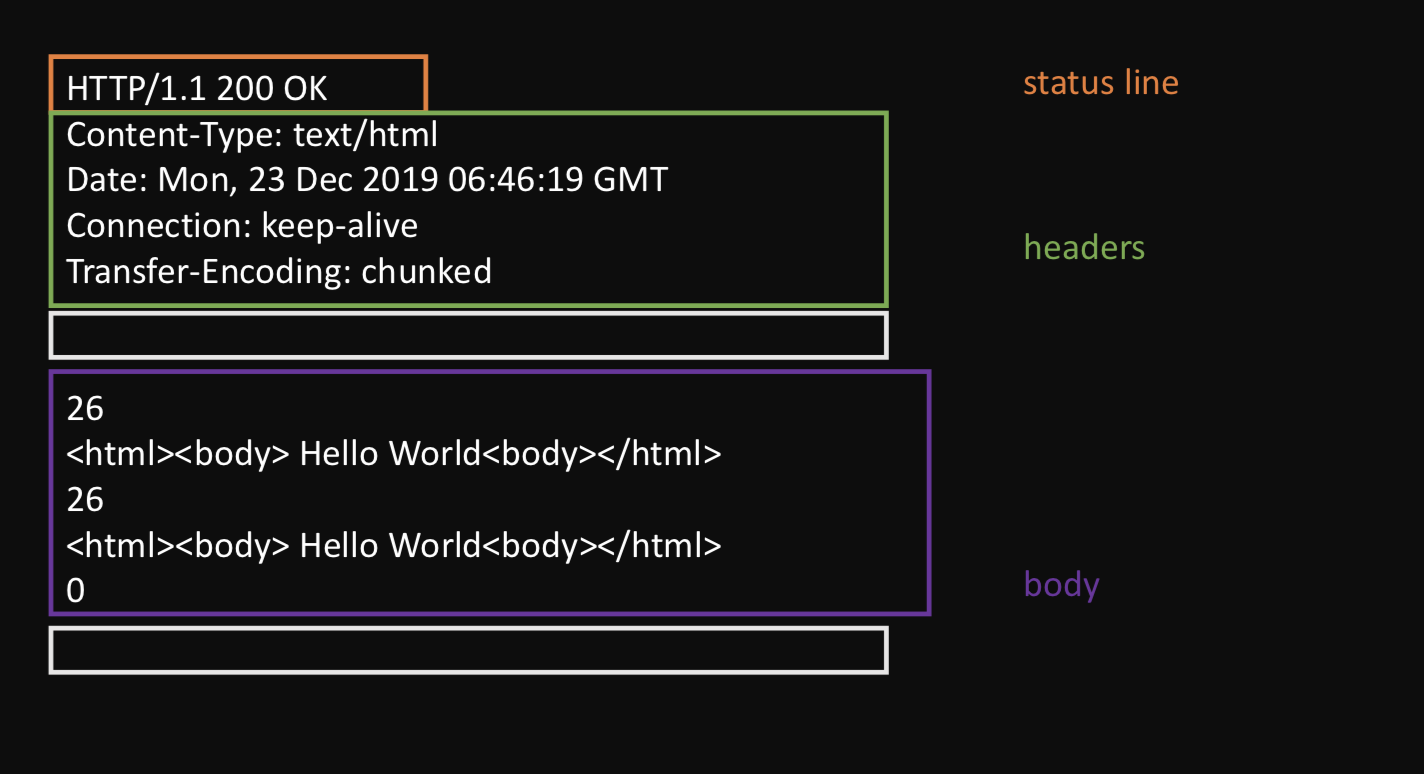 HTTP/1.1 200 OK
status line
Content-Type: text/html
Date: Mon, 23 Dec 2019 06:46:19 GMT
Connection: keep-alive
Transfer-Encoding: chunked
headers
26
<html><body> Hello World<body></html>
26
<html><body> Hello World<body></html>
0
body